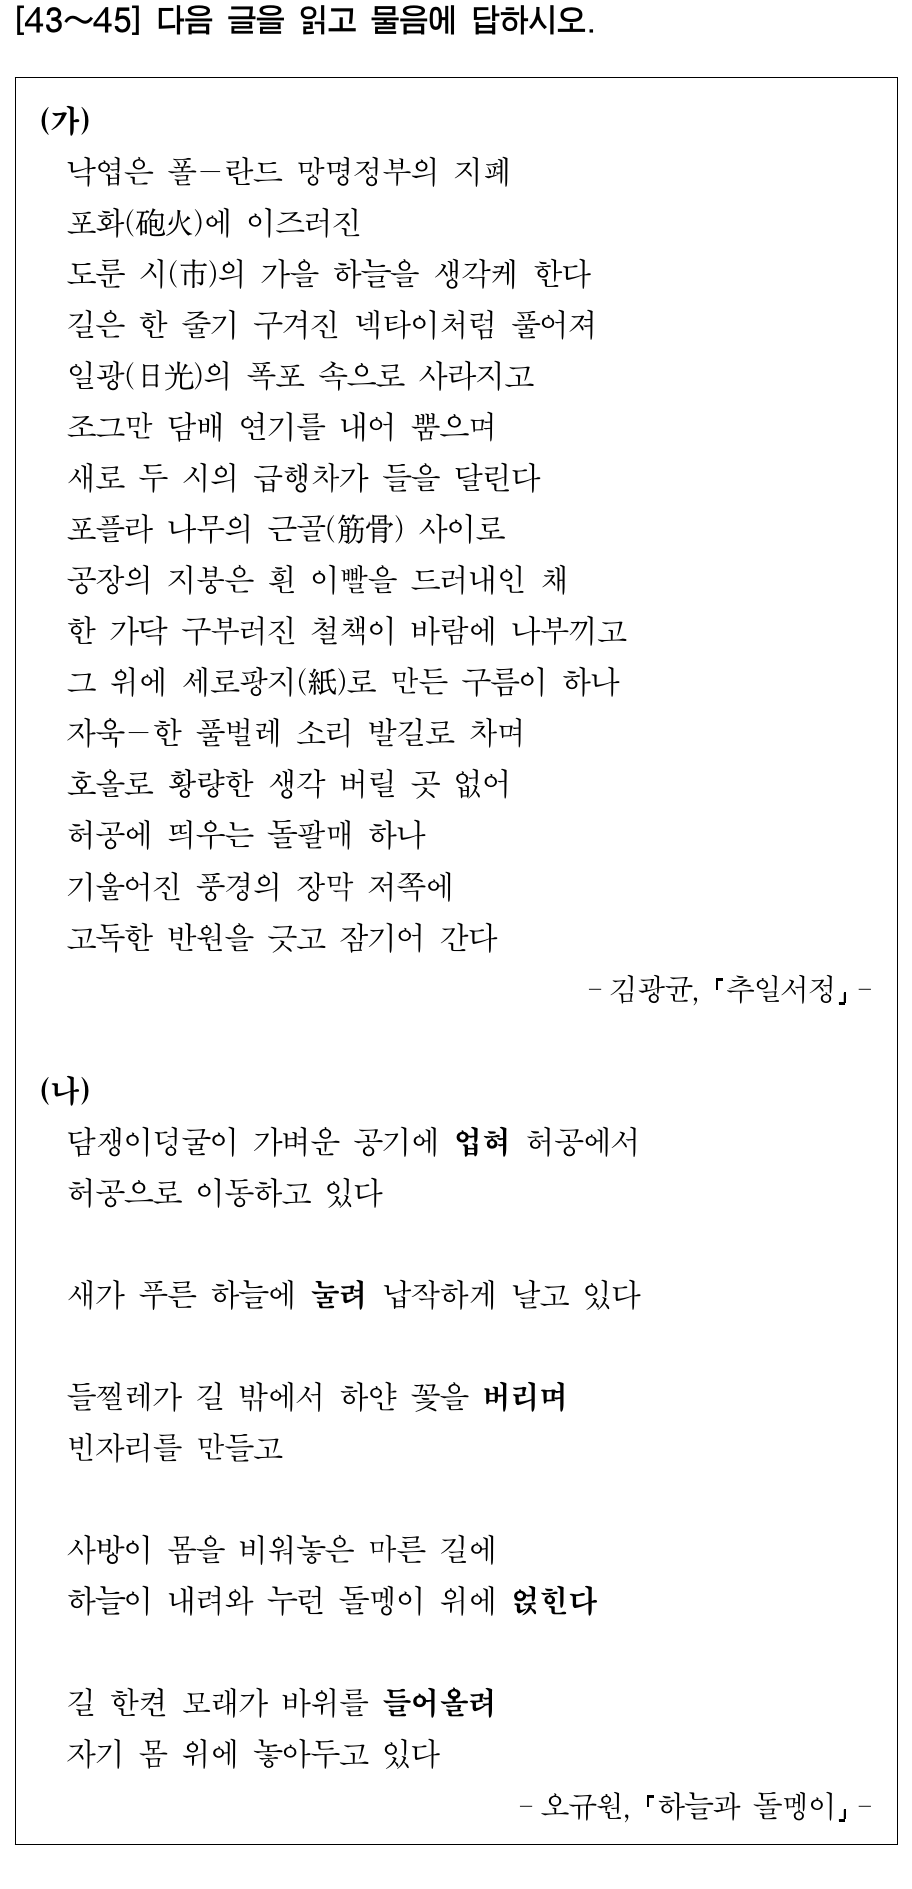 [43～45] 다음 글을 읽고 물음에 답하시오.
(가)
낙엽은 폴－란드 망명정부의 지폐
포화(砲火)에 이즈러진
도룬 시(市)의 가을 하늘을 생각케 한다
길은 한 줄기 구겨진 넥타이처럼 풀어져
일광(日光)의 폭포 속으로 사라지고
조그만 담배 연기를 내어 뿜으며
새로 두 시의 급행차가 들을 달린다
포플라 나무의 근골(筋骨) 사이로
공장의 지붕은 흰 이빨을 드러내인 채
한 가닥 구부러진 철책이 바람에 나부끼고
그 위에 세로팡지(紙)로 만든 구름이 하나
자욱－한 풀벌레 소리 발길로 차며
호올로 황량한 생각 버릴 곳 없어
허공에 띄우는 돌팔매 하나
기울어진 풍경의 장막 저쪽에
고독한 반원을 긋고 잠기어 간다
- 김광균, 「추일서정」 -
(나)
담쟁이덩굴이 가벼운 공기에 업혀 허공에서
허공으로 이동하고 있다
새가 푸른 하늘에 눌려 납작하게 날고 있다
들찔레가 길 밖에서 하얀 꽃을 버리며
빈자리를 만들고
사방이 몸을 비워놓은 마른 길에
하늘이 내려와 누런 돌멩이 위에 얹힌다
길 한켠 모래가 바위를 들어올려
자기 몸 위에 놓아두고 있다
- 오규원, 「하늘과 돌멩이」 -